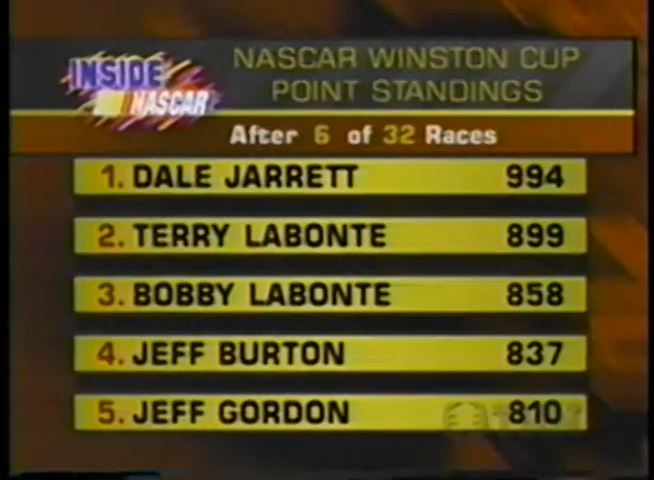 INSIDE
NASCAR
NASCAR WINSTON CUP
POINT STANDINGS
After 6 of 32 Races
1. DALE JARRETT 994
2. TERRY LABONTE 899
3. BOBBY LABONTE 858
4. JEFF BURTON 837
5. JEFF GORDON 810